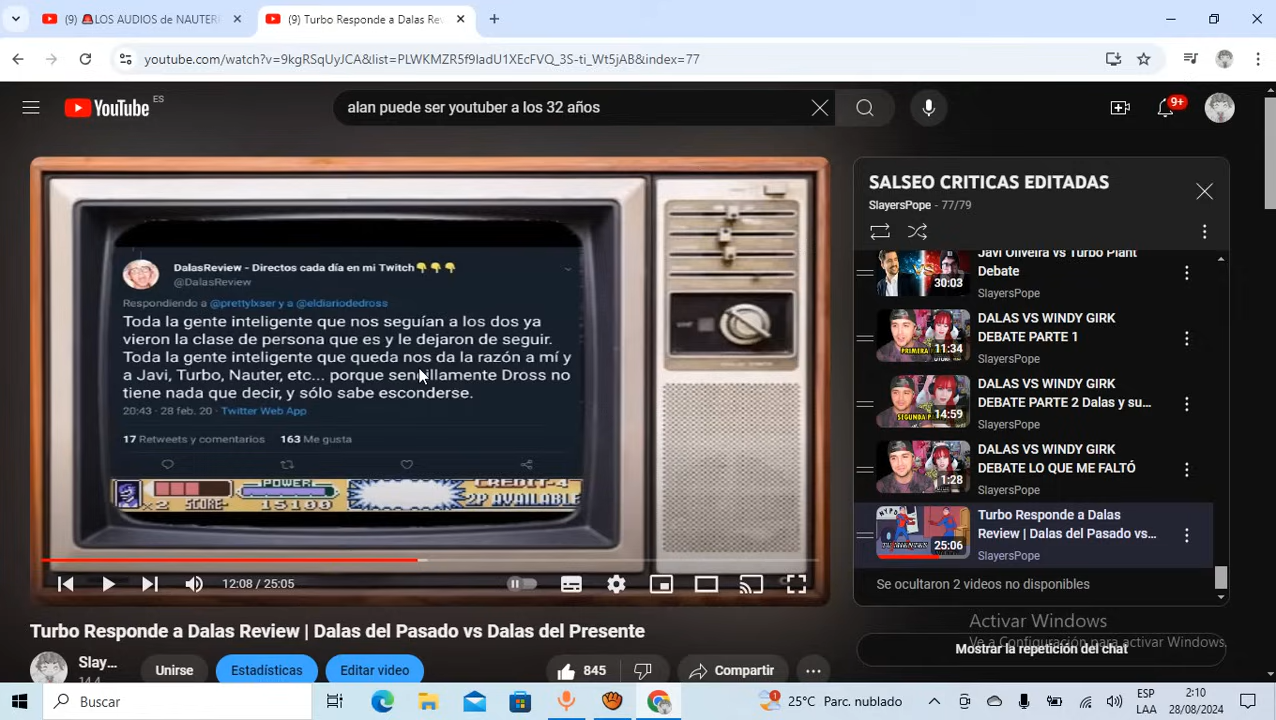 (9) 🚨LOS AUDIOS de NAUTER
(9) Turbo Responde a Dalas Rev
youtube.com/watch?v=9kgRSqUyJCA&list=PLWKMZR5f9IadU1XEcFVQ_3S-ti_Wt5jAB&index=77
YouTube ES
alan puede ser youtuber a los 32 años
9+
SALSEO CRITICAS EDITADAS
SlayersPope - 77/79
DalasReview - Directos cada día en mi Twitch👇👇👇
@DalasReview
Respondiendo a @prettylxser y a @eldiariodedross
Toda la gente inteligente que nos seguían a los dos ya
vieron la clase de persona que es y le dejaron de seguir.
Toda la gente inteligente que queda nos da la razón a mí y
a Javi, Turbo, Nauter, etc... porque sencillamente Dross no
tiene nada que decir, y sólo sabe esconderse.
20:43 · 28 feb. 20 · Twitter Web App
17 Retweets y comentarios 163 Me gusta
POWER
CREDIT-4
×2 SCORE- 15100
2P AVAILABLE
Javi Oliveira vs Turbo Plant
Debate
SlayersPope
VS
30:03
DALAS VS WINDY GIRK
DEBATE PARTE 1
SlayersPope
PRIMERA
11:34
DALAS VS WINDY GIRK
DEBATE PARTE 2 Dalas y su...
SlayersPope
SEGUNDA P
14:59
DALAS VS WINDY GIRK
DEBATE LO QUE ME FALTÓ
SlayersPope
1:28
Turbo Responde a Dalas
Review | Dalas del Pasado vs...
SlayersPope
25:06
Se ocultaron 2 videos no disponibles
12:08 / 25:05
Turbo Responde a Dalas Review | Dalas del Pasado vs Dalas del Presente
Slay...
14.4
Unirse
Estadísticas
Editar video
845
Compartir
Mostrar la repetición del chat
Activar Windows
Ve a Configuración para activar Windows.
Buscar
25°C Parc. nublado
1
ESP
LAA
2:10
28/08/2024